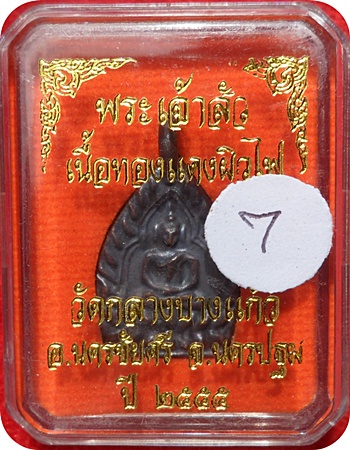 พระเจ้าสัว
เนื้อทองแดงผิวไฟ
7
วัดกลางบางแก้ว
อ.นครชัยศรี จ.นครปฐม
ปี ๒๕๕๕